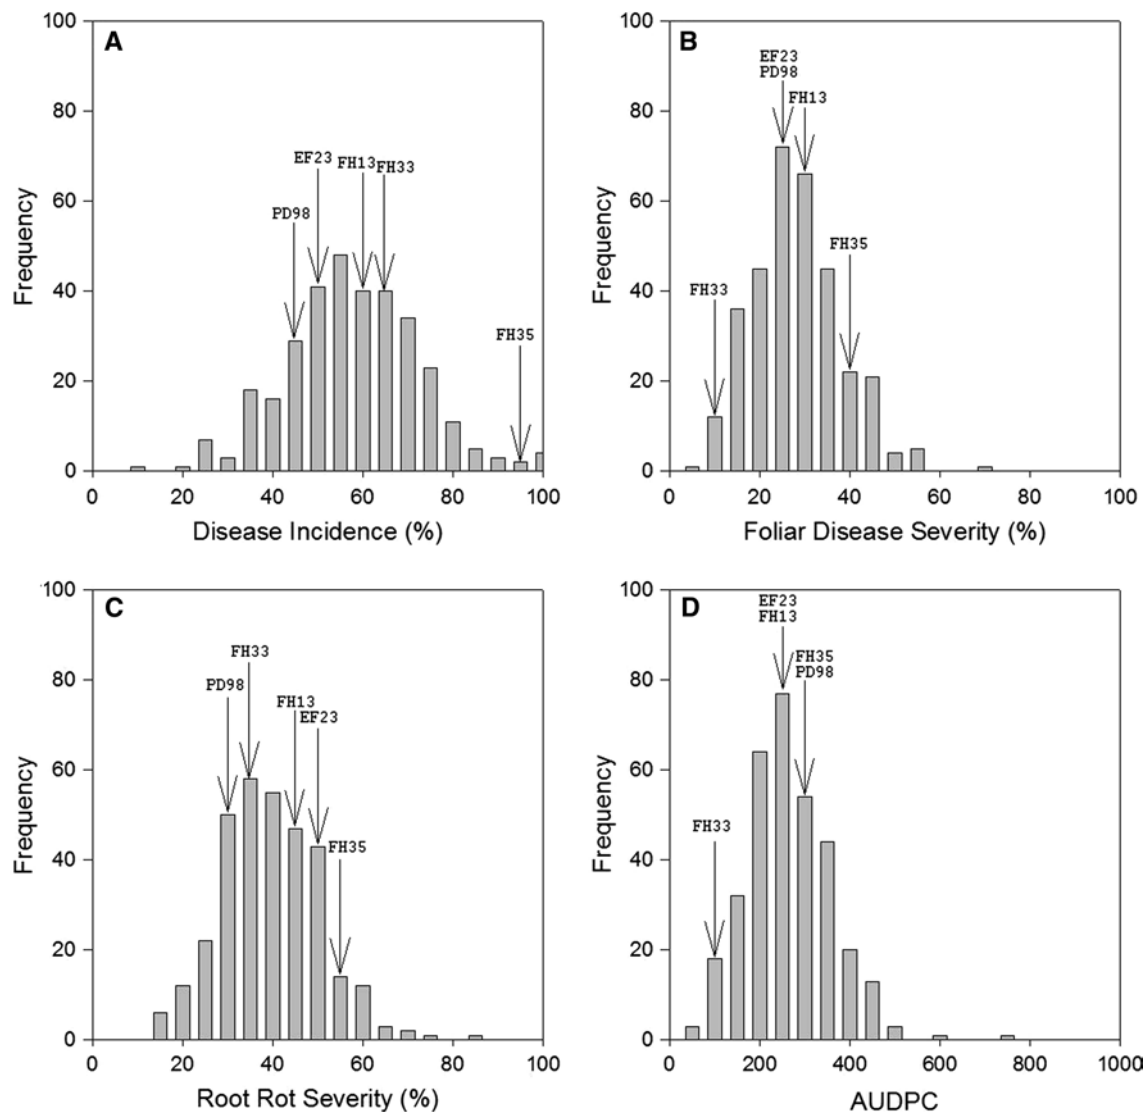 A
100
80
60
40
20
0
Frequency
PD98
EF23
FH13
FH33
FH35
0 20 40 60 80 100
Disease Incidence (%)
B
100
80
60
40
20
0
Frequency
EF23
PD98
FH13
FH33
FH35
0 20 40 60 80 100
Foliar Disease Severity (%)
C
100
80
60
40
20
0
Frequency
PD98
FH33
FH13
EF23
FH35
0 20 40 60 80 100
Root Rot Severity (%)
D
100
80
60
40
20
0
Frequency
EF23
FH13
FH35
PD98
FH33
0 200 400 600 800 1000
AUDPC